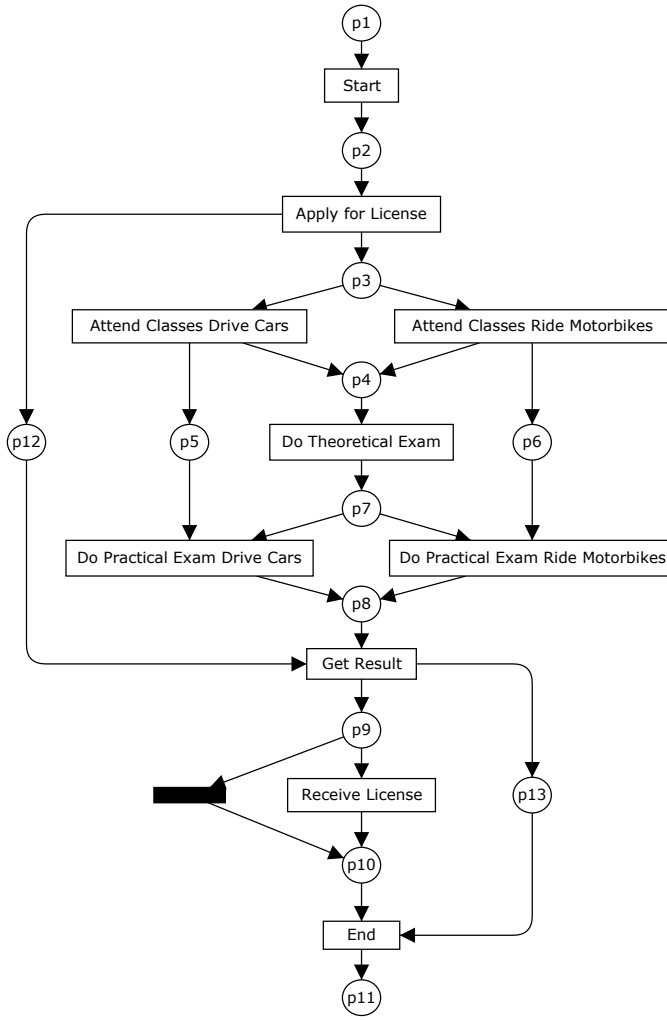 p1
Start
p2
Apply for License
p3
Attend Classes Drive Cars
Attend Classes Ride Motorbikes
p4
p12
p5
Do Theoretical Exam
p6
p7
Do Practical Exam Drive Cars
Do Practical Exam Ride Motorbikes
p8
Get Result
p9
Receive License
p13
p10
End
p11